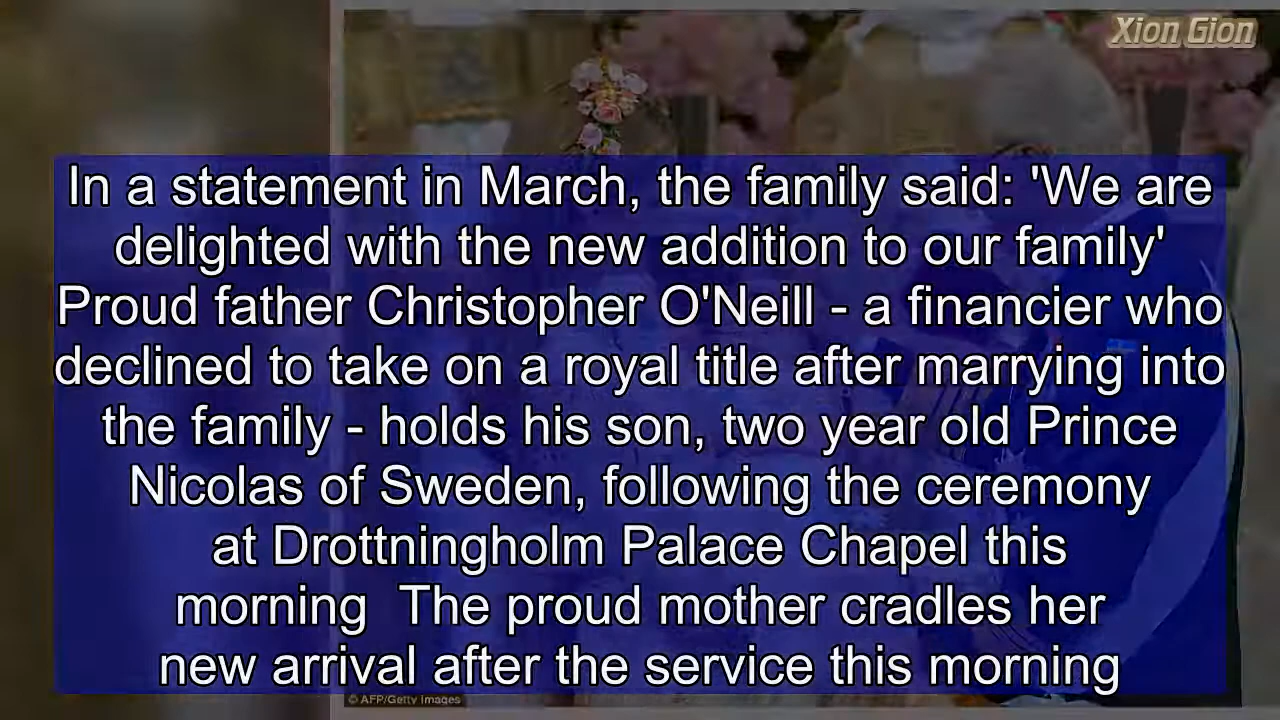 Xion Gion
In a statement in March, the family said: 'We are
delighted with the new addition to our family'
Proud father Christopher O'Neill - a financier who
declined to take on a royal title after marrying into
the family - holds his son, two year old Prince
Nicolas of Sweden, following the ceremony
at Drottningholm Palace Chapel this
morning  The proud mother cradles her
new arrival after the service this morning
© AFP/Getty Images